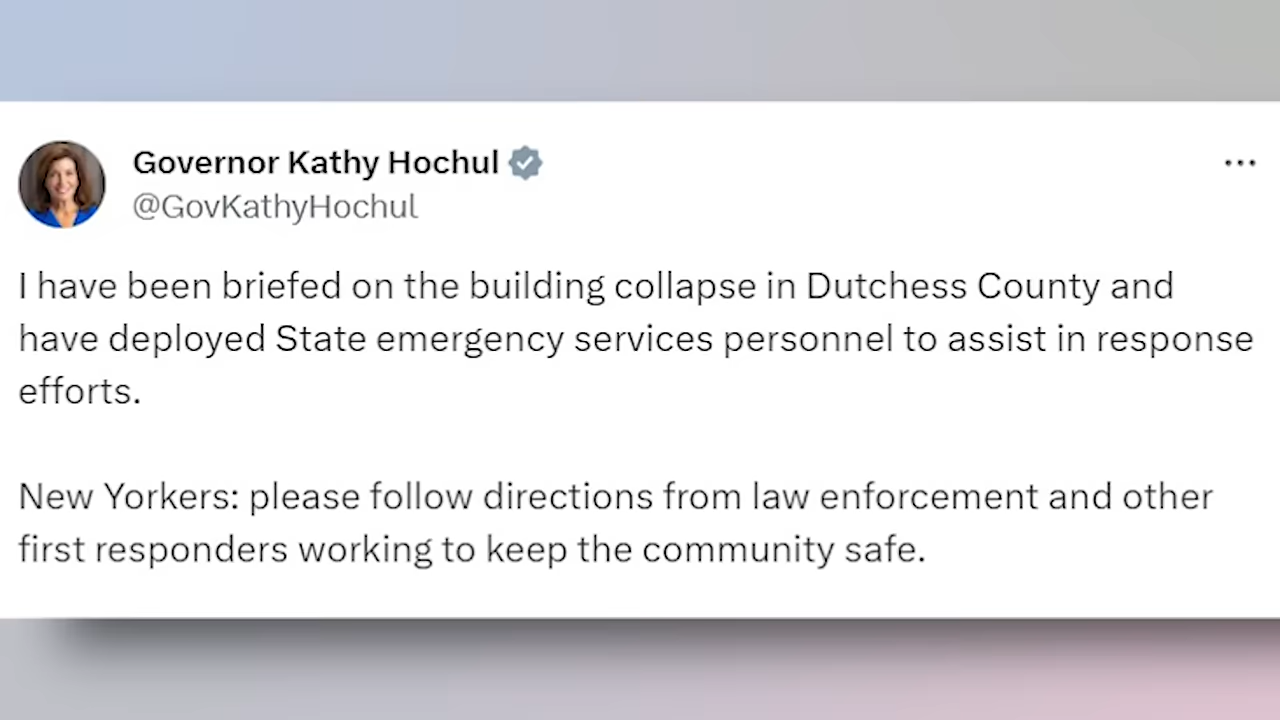 Governor Kathy Hochul
@GovKathyHochul
I have been briefed on the building collapse in Dutchess County and
have deployed State emergency services personnel to assist in response
efforts.
New Yorkers: please follow directions from law enforcement and other
first responders working to keep the community safe.